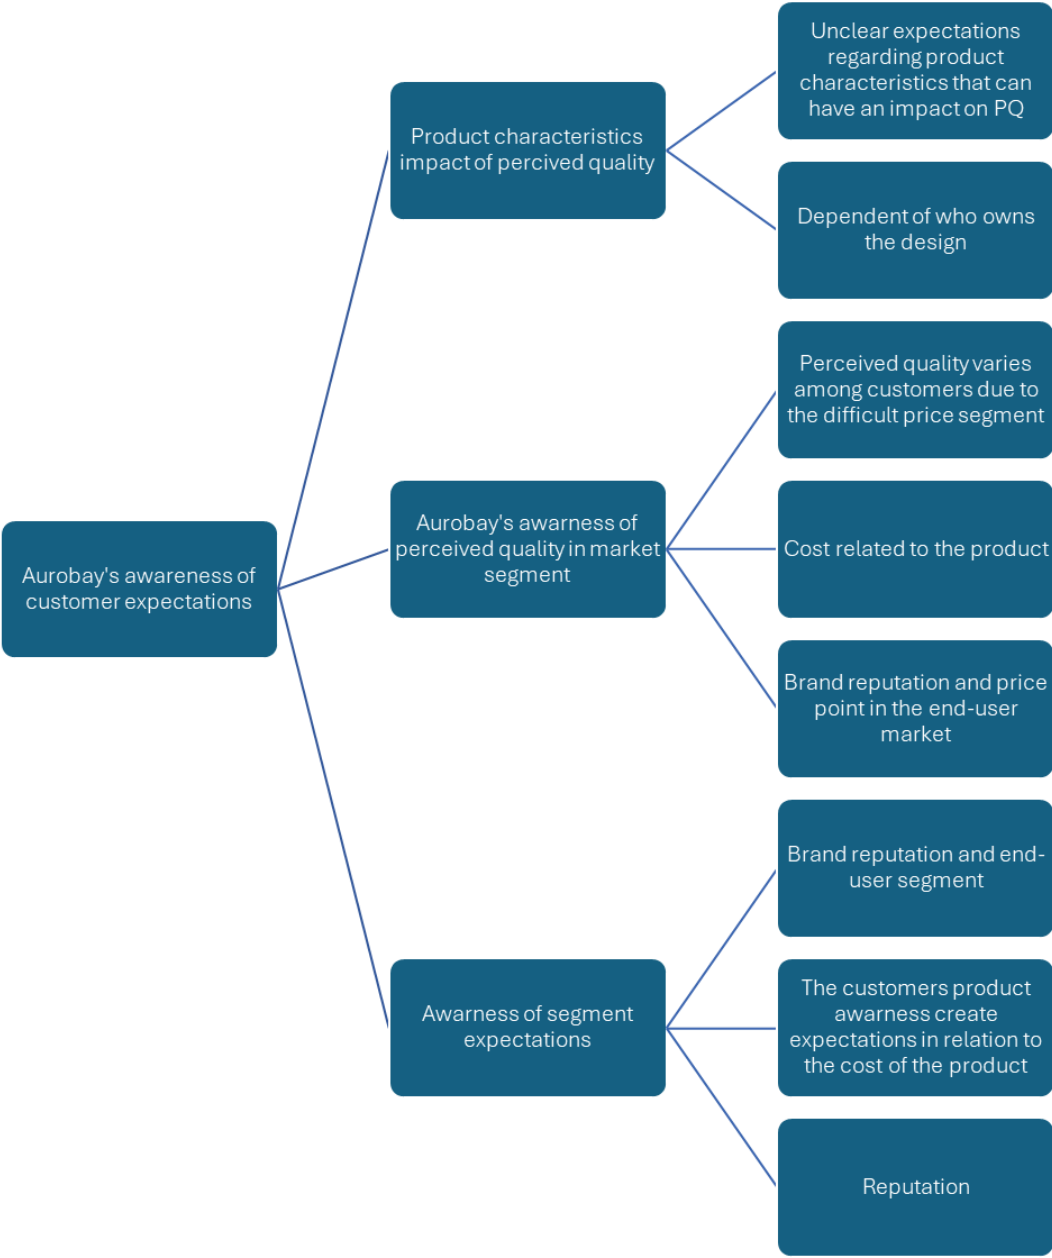 Unclear expectations
regarding product
characteristics that can
have an impact on PQ
Product characteristics
impact of percived quality
Dependent of who owns
the design
Perceived quality varies
among customers due to
the difficult price segment
Aurobay's awarness of
perceived quality in market
segment
Cost related to the product
Aurobay's awareness of
customer expectations
Brand reputation and price
point in the end-user
market
Brand reputation and end-
user segment
Awarness of segment
expectations
The customers product
awarness create
expectations in relation to
the cost of the product
Reputation